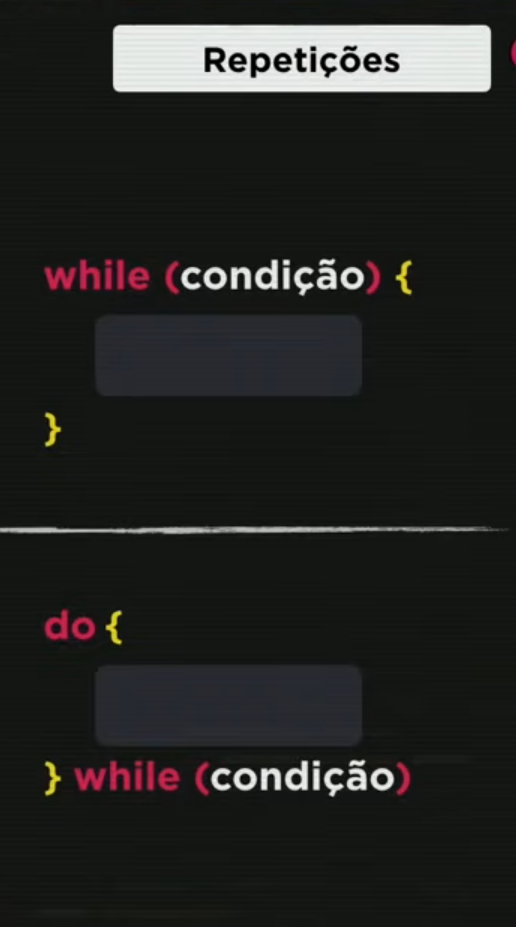 Repetições
while (condição) {
}
do {
} while (condição)